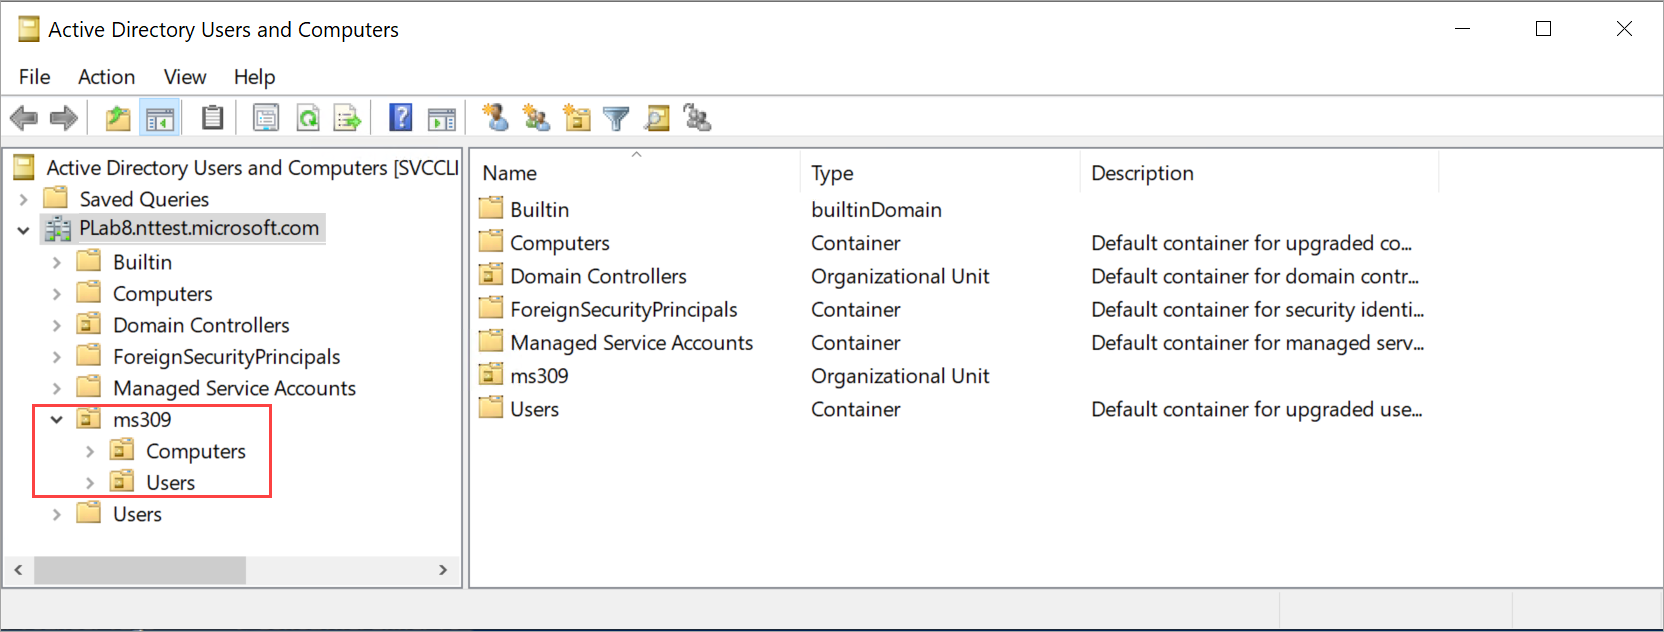 Active Directory Users and Computers
File Action View Help
Active Directory Users and Computers [SVCCLI
Saved Queries
PLab8.nttest.microsoft.com
Builtin
Computers
Domain Controllers
ForeignSecurityPrincipals
Managed Service Accounts
ms309
Computers
Users
Users
Name Type Description
Builtin builtinDomain
Computers Container Default container for upgraded co...
Domain Controllers Organizational Unit Default container for domain contr...
ForeignSecurityPrincipals Container Default container for security identi...
Managed Service Accounts Container Default container for managed serv...
ms309 Organizational Unit
Users Container Default container for upgraded use...